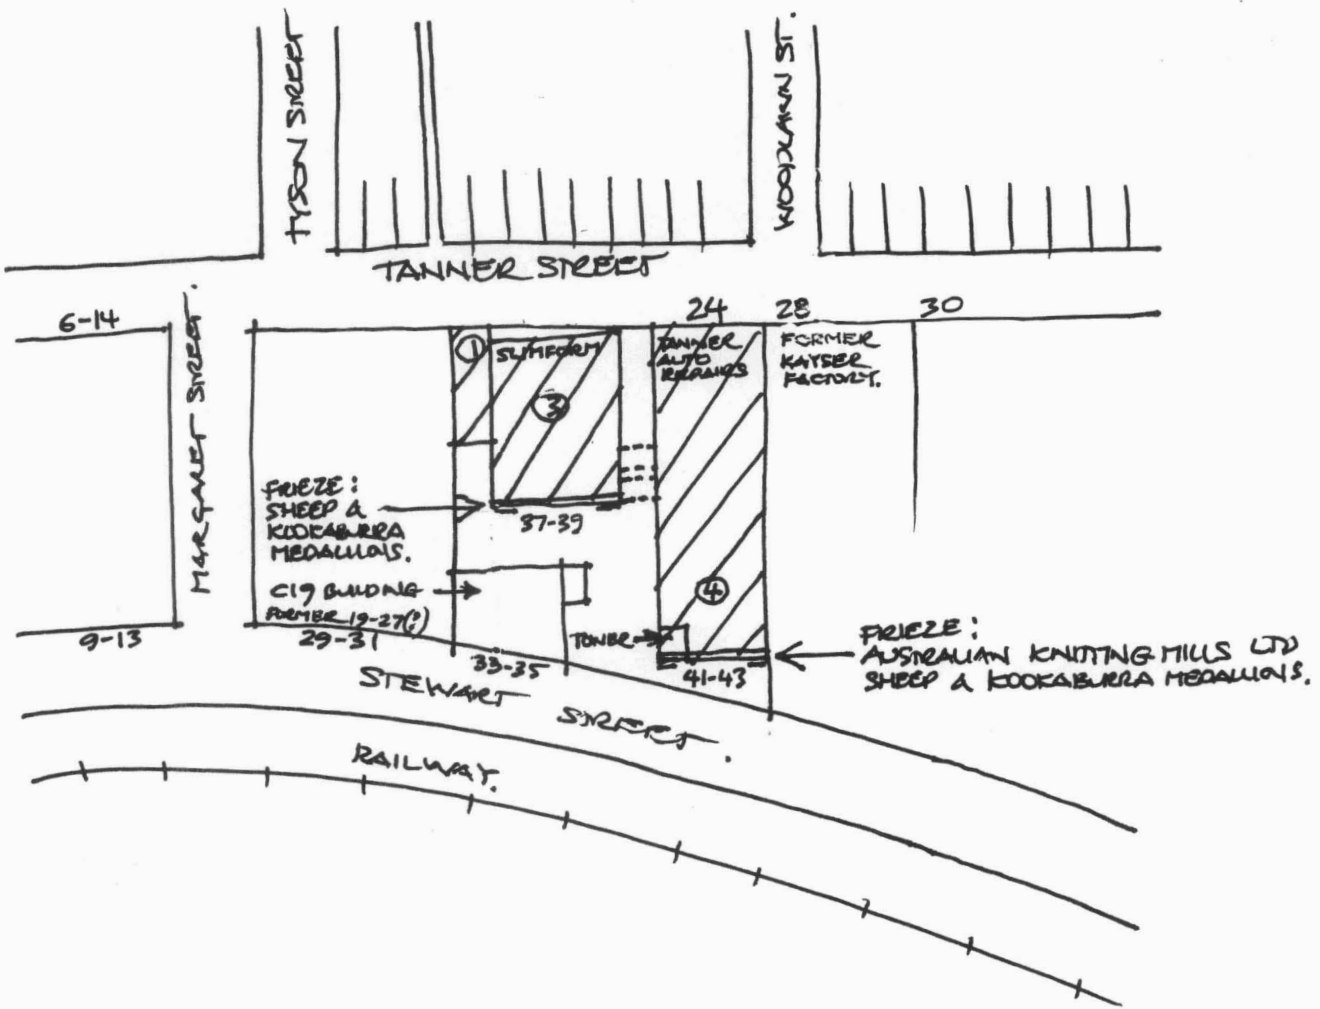 TYSON STREET
WOODLAWN ST.
TANNER STREET
MARGARET STREET.
6-14
24
28
30
①
SLIMFORM
③
TANNER
AUTO
REPAIRS
FORMER
KAYSER
FACTORY.
FRIEZE:
SHEEP &
KOOKABURRA
MEDALLIONS.
37-39
C19 BUILDING
FORMER 19-27(?)
④
TOWER
9-13
29-31
33-35
41-43
FRIEZE:
AUSTRALIAN KNITTING MILLS LTD
SHEEP & KOOKABURRA MEDALLIONS.
STEWART STREET.
RAILWAY.